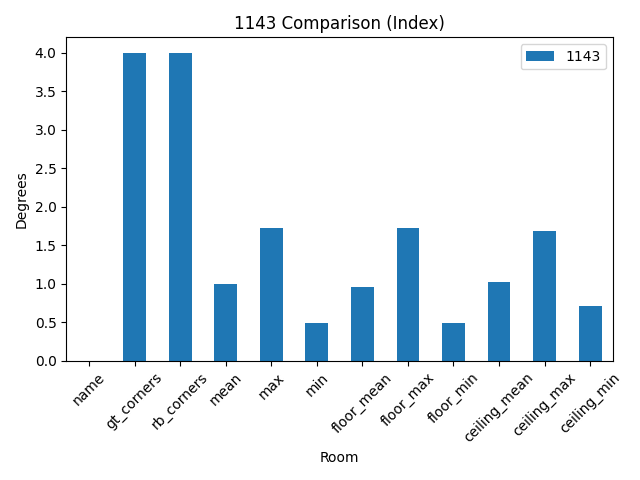 1143 Comparison (Index)
1143
Degrees
4.0
3.5
3.0
2.5
2.0
1.5
1.0
0.5
0.0
name
gt_corners
rb_corners
mean
max
min
floor_mean
floor_max
floor_min
ceiling_mean
ceiling_max
ceiling_min
Room